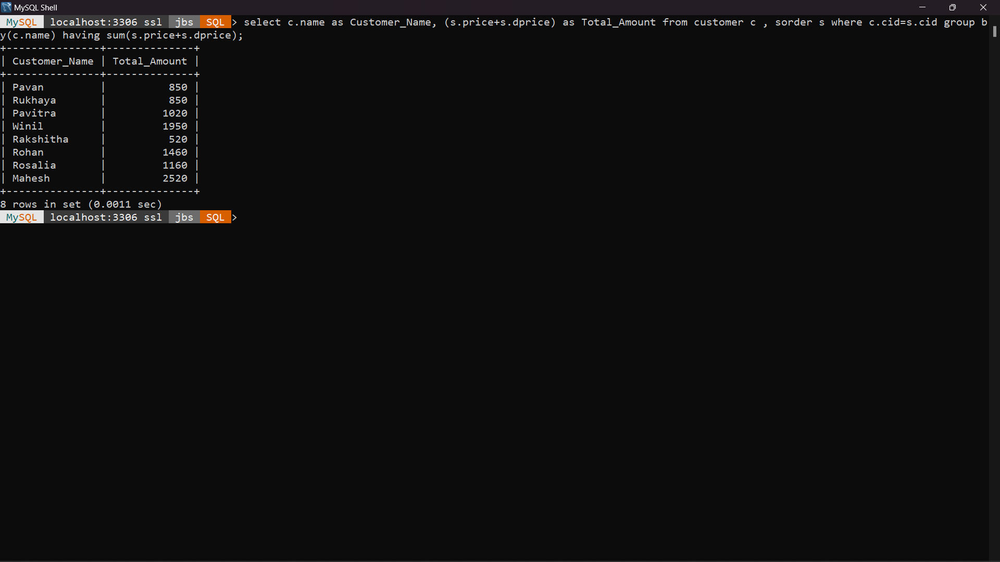 MySQL Shell
MySQL localhost:3306 ssl jbs SQL > select c.name as Customer_Name, (s.price+s.dprice) as Total_Amount from customer c , sorder s where c.cid=s.cid group b
y(c.name) having sum(s.price+s.dprice);
+---------------+--------------+
| Customer_Name | Total_Amount |
+---------------+--------------+
| Pavan         |          850 |
| Rukhaya       |          850 |
| Pavitra       |         1020 |
| Winil         |         1950 |
| Rakshitha     |          520 |
| Rohan         |         1460 |
| Rosalia       |         1160 |
| Mahesh        |         2520 |
+---------------+--------------+
8 rows in set (0.0011 sec)
MySQL localhost:3306 ssl jbs SQL >